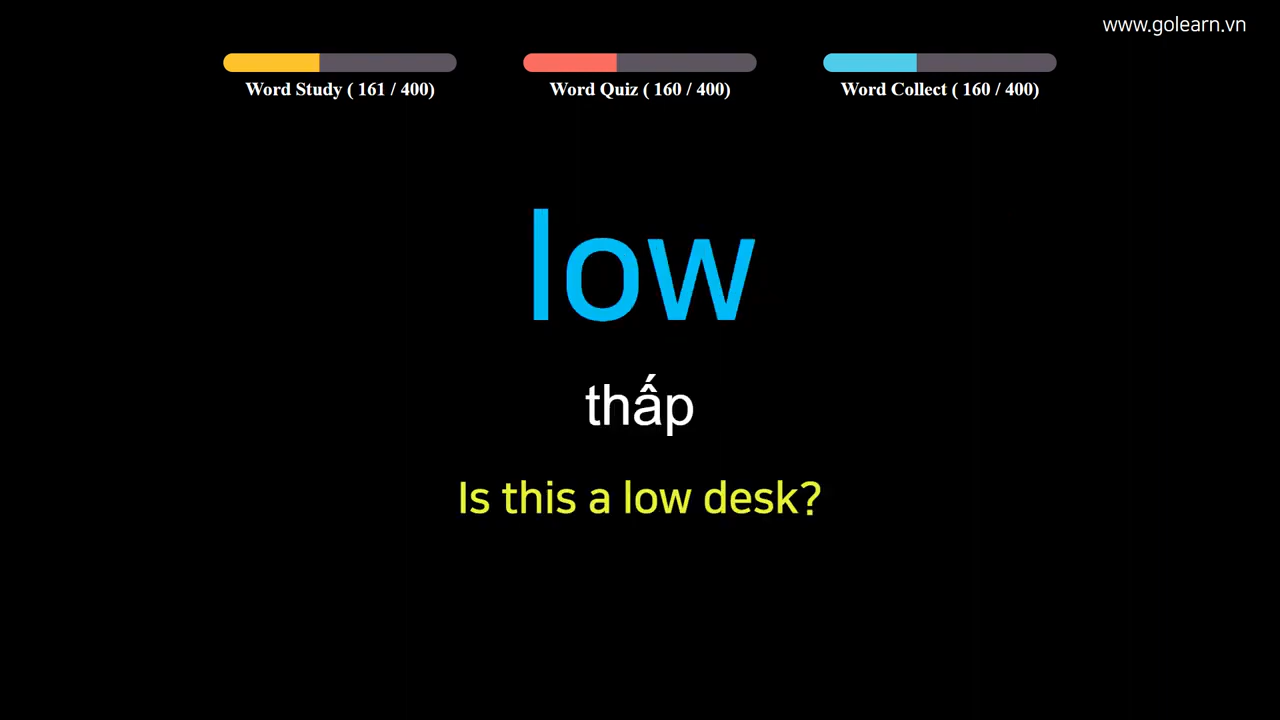 www.golearn.vn
Word Study ( 161 / 400)
Word Quiz ( 160 / 400)
Word Collect ( 160 / 400)
low
thấp
Is this a low desk?